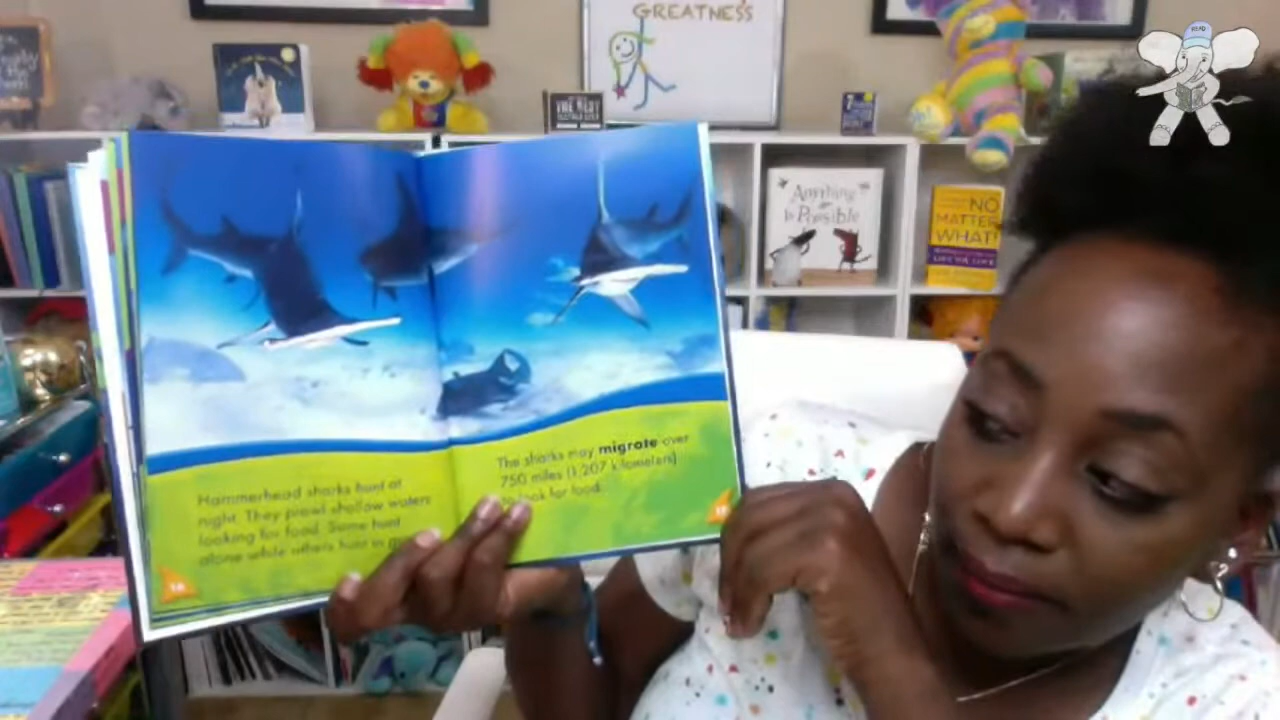 GREATNESS
READ
Anything
is Possible
NO
MATTER
WHAT!
Hammerhead sharks hunt at
night. They prowl shallow waters
looking for food. Some hunt
alone while others hunt in
The sharks may migrate over
750 miles (1,207 kilometers)
to look for food.